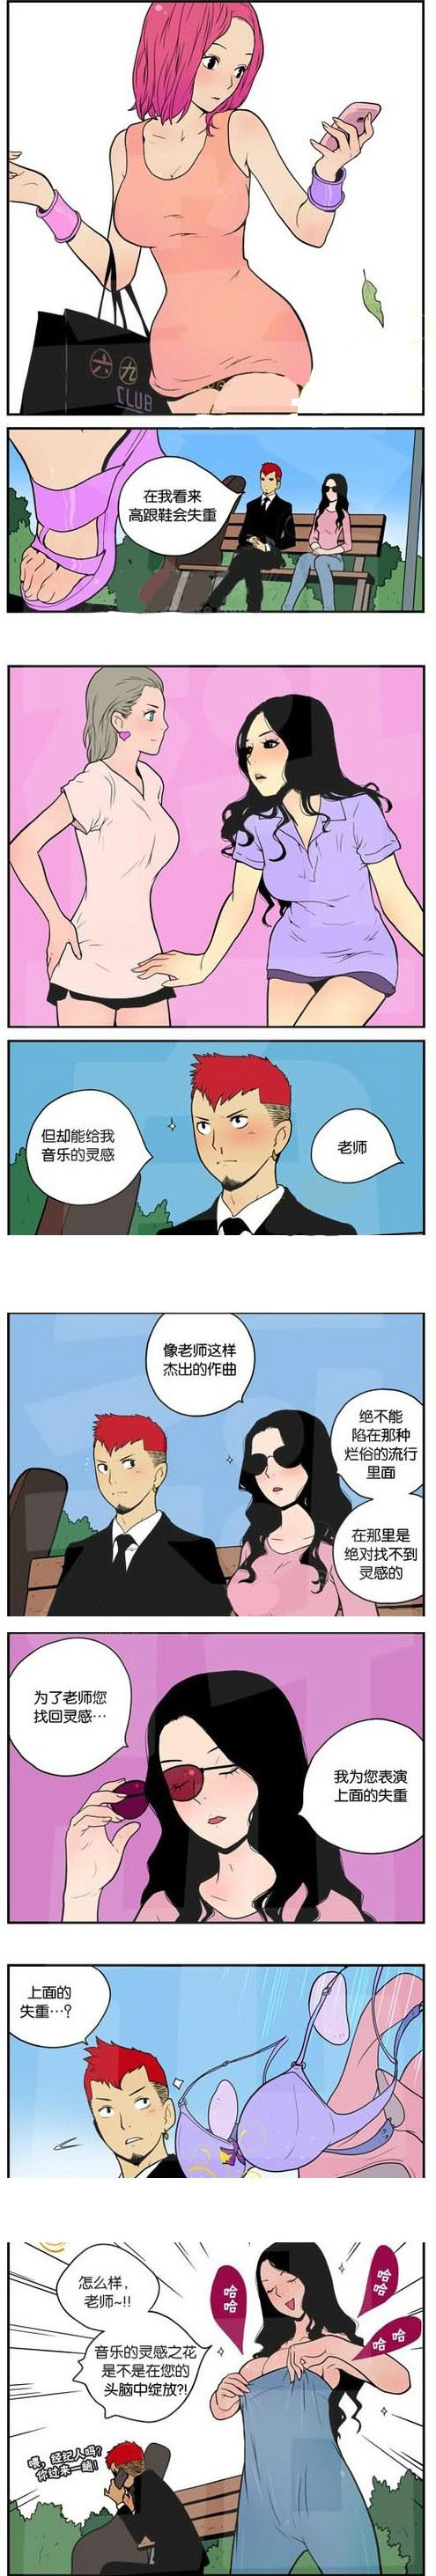 六九
CLUB
在我看来
高跟鞋会失重
但却能给我
音乐的灵感
老师
像老师这样
杰出的作曲
绝不能
陷在那种
烂俗的流行
里面
在那里是
绝对找不到
灵感的
为了老师您
找回灵感…
我为您表演
上面的失重
上面的
失重…?
怎么样，
老师~!!
音乐的灵感之花
是不是在您的
头脑中绽放?!
哈哈
哈哈
哈哈
喂，经纪人吗?
你过来一趟!